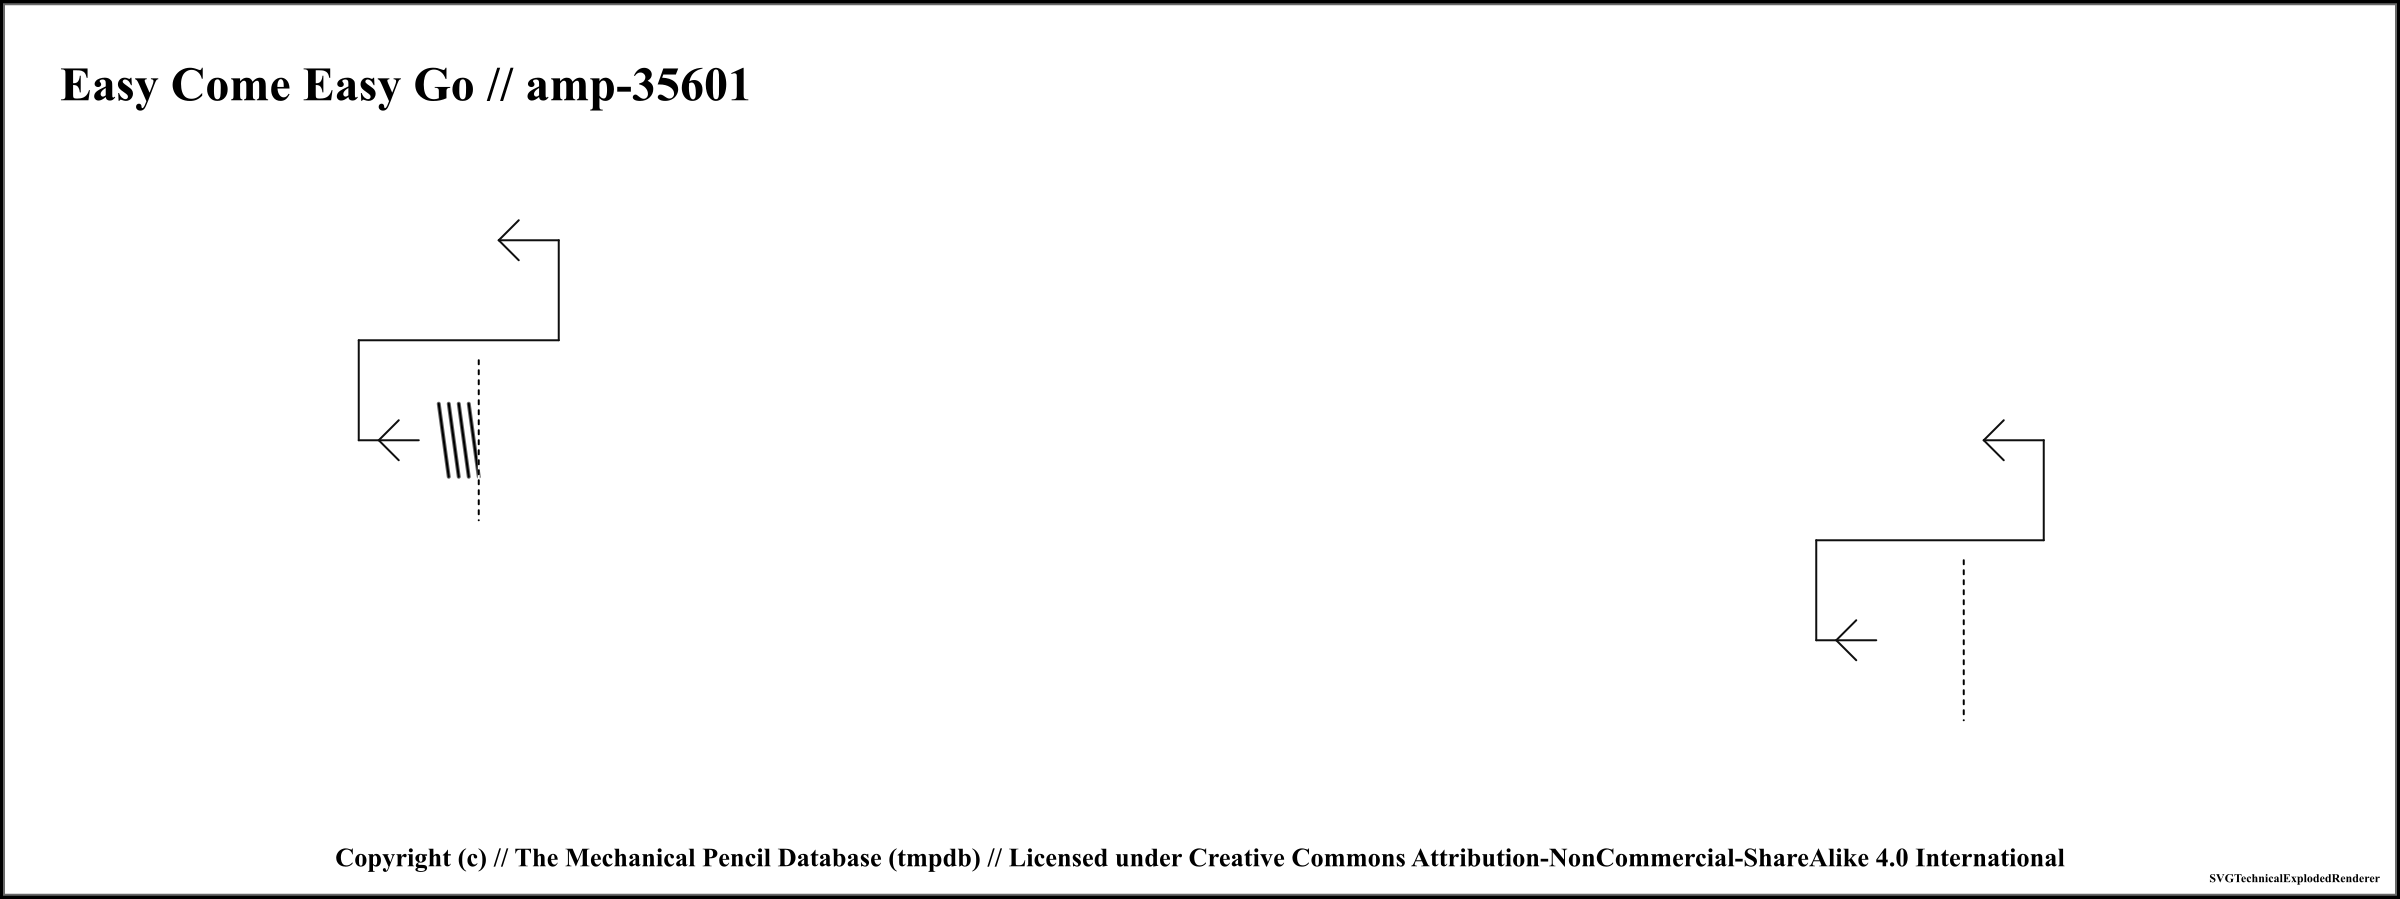 Easy Come Easy Go // amp-35601
Copyright (c) // The Mechanical Pencil Database (tmpdb) // Licensed under Creative Commons Attribution-NonCommercial-ShareAlike 4.0 International
SVGTechnicalExplodedRenderer